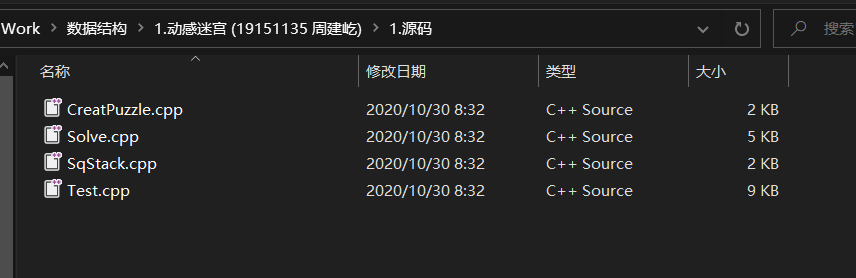 Work > 数据结构 > 1.动感迷宫 (19151135 周建屹) > 1.源码 搜索
名称 修改日期 类型 大小
CreatPuzzle.cpp 2020/10/30 8:32 C++ Source 2 KB
Solve.cpp 2020/10/30 8:32 C++ Source 5 KB
SqStack.cpp 2020/10/30 8:32 C++ Source 2 KB
Test.cpp 2020/10/30 8:32 C++ Source 9 KB